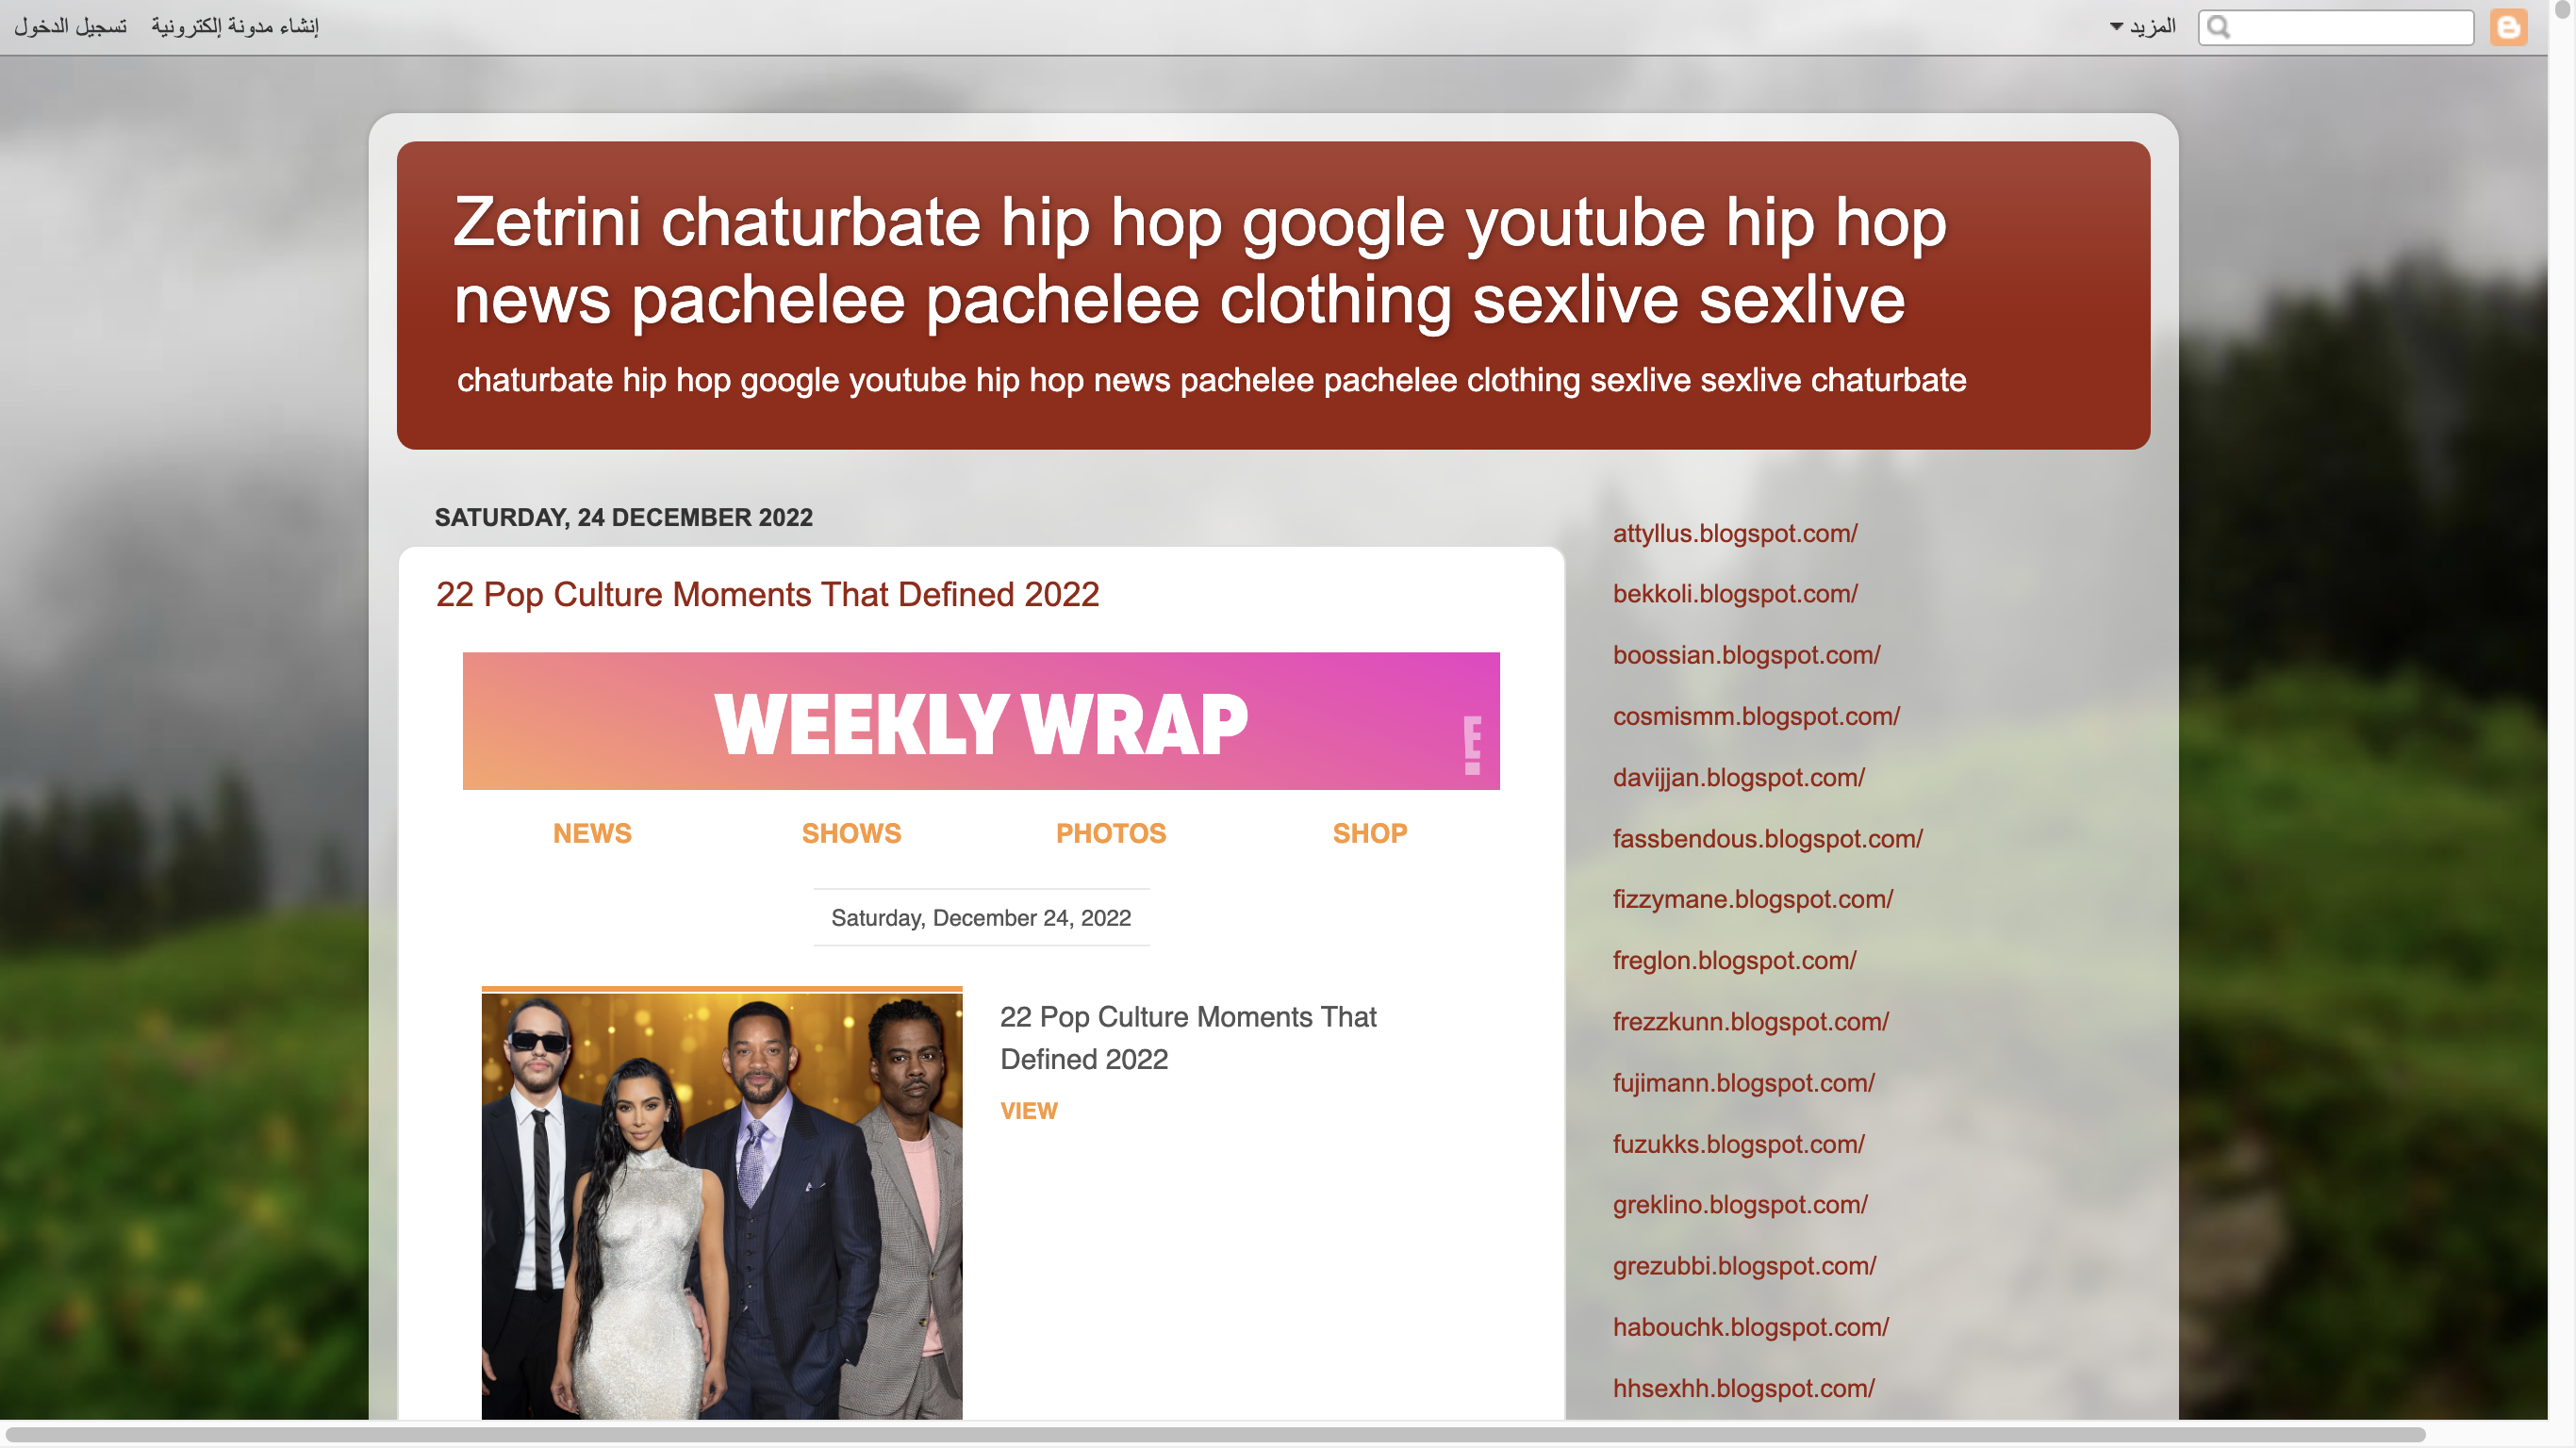 تسجيل الدخول
إنشاء مدونة إلكترونية
المزيد
Zetrini chaturbate hip hop google youtube hip hop
news pachelee pachelee clothing sexlive sexlive
chaturbate hip hop google youtube hip hop news pachelee pachelee clothing sexlive sexlive chaturbate
SATURDAY, 24 DECEMBER 2022
22 Pop Culture Moments That Defined 2022
WEEKLY WRAP
E!
NEWS SHOWS PHOTOS SHOP
Saturday, December 24, 2022
22 Pop Culture Moments That
Defined 2022
VIEW
attyllus.blogspot.com/
bekkoli.blogspot.com/
boossian.blogspot.com/
cosmismm.blogspot.com/
davijjan.blogspot.com/
fassbendous.blogspot.com/
fizzymane.blogspot.com/
freglon.blogspot.com/
frezzkunn.blogspot.com/
fujimann.blogspot.com/
fuzukks.blogspot.com/
greklino.blogspot.com/
grezubbi.blogspot.com/
habouchk.blogspot.com/
hhsexhh.blogspot.com/